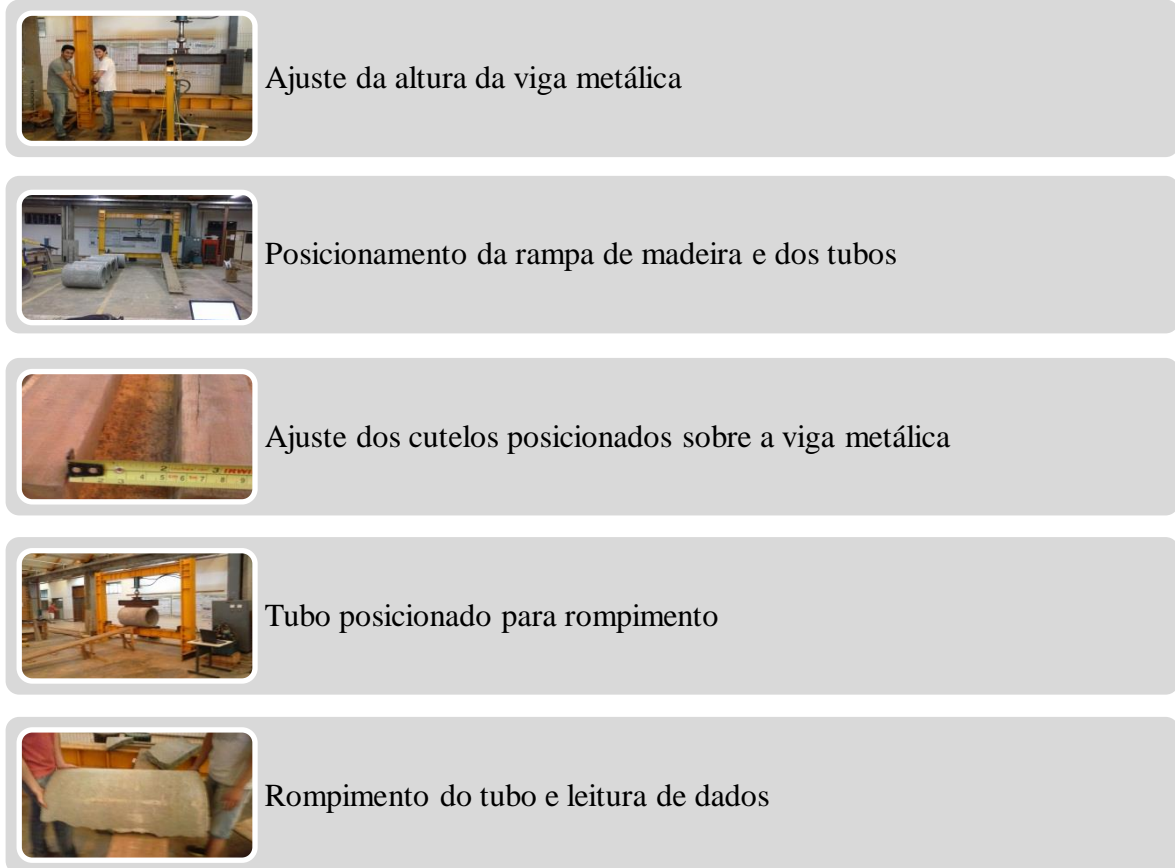 Ajuste da altura da viga metálica
Posicionamento da rampa de madeira e dos tubos
Ajuste dos cutelos posicionados sobre a viga metálica
Tubo posicionado para rompimento
Rompimento do tubo e leitura de dados